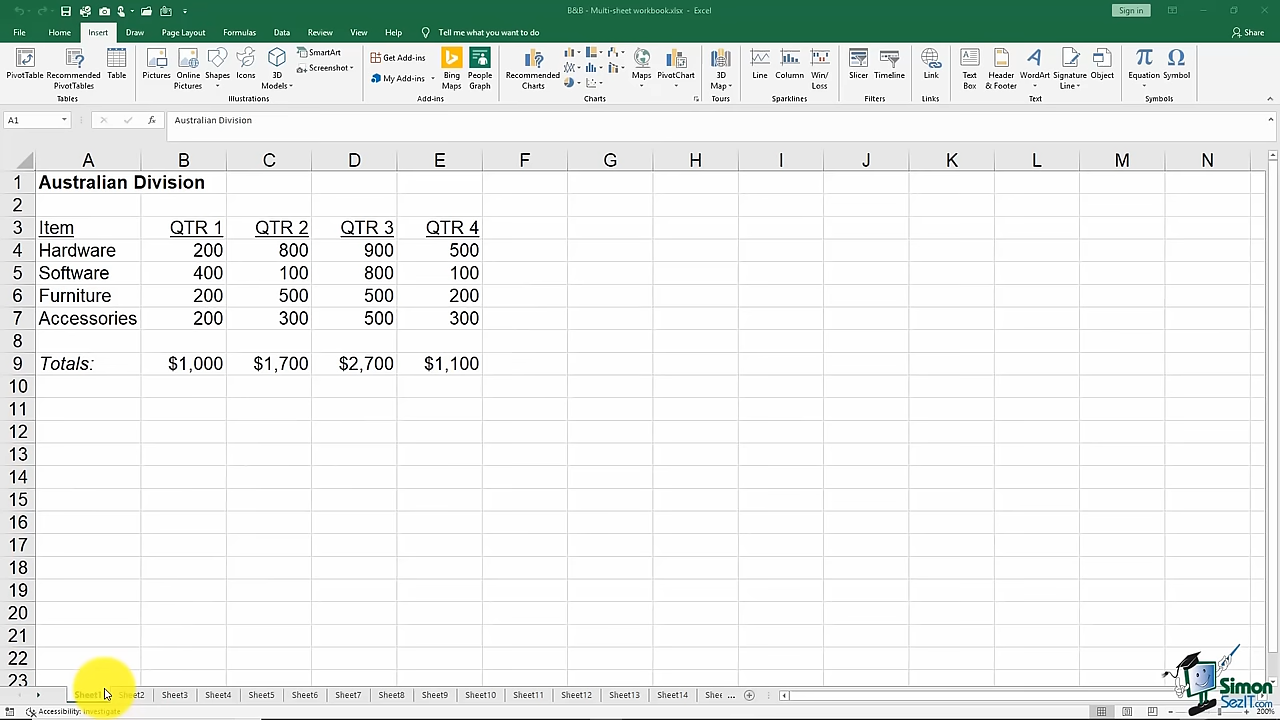 B&B - Multi-sheet workbook.xlsx - Excel
Sign in
File Home Insert Draw Page Layout Formulas Data Review View Help Tell me what you want to do Share
PivotTable Recommended PivotTables Table
Tables
Pictures Online Pictures Shapes Icons 3D Models SmartArt Screenshot
Illustrations
Get Add-ins My Add-ins Bing Maps People Graph
Add-ins
Recommended Charts Maps PivotChart
Charts
3D Map
Tours
Line Column Win/Loss
Sparklines
Slicer Timeline
Filters
Link
Links
Text Box Header & Footer WordArt Signature Line Object
Text
Equation Symbol
Symbols
A1 fx Australian Division
A B C D E F G H I J K L M N
1 Australian Division
2
3 Item QTR 1 QTR 2 QTR 3 QTR 4
4 Hardware 200 800 900 500
5 Software 400 100 800 100
6 Furniture 200 500 500 200
7 Accessories 200 300 500 300
8
9 Totals: $1,000 $1,700 $2,700 $1,100
10
11
12
13
14
15
16
17
18
19
20
21
22
23
Sheet1 Sheet2 Sheet3 Sheet4 Sheet5 Sheet6 Sheet7 Sheet8 Sheet9 Sheet10 Sheet11 Sheet12 Sheet13 Sheet14 Shee ...
Accessibility: Investigate
200%
Simon
SezIT.com